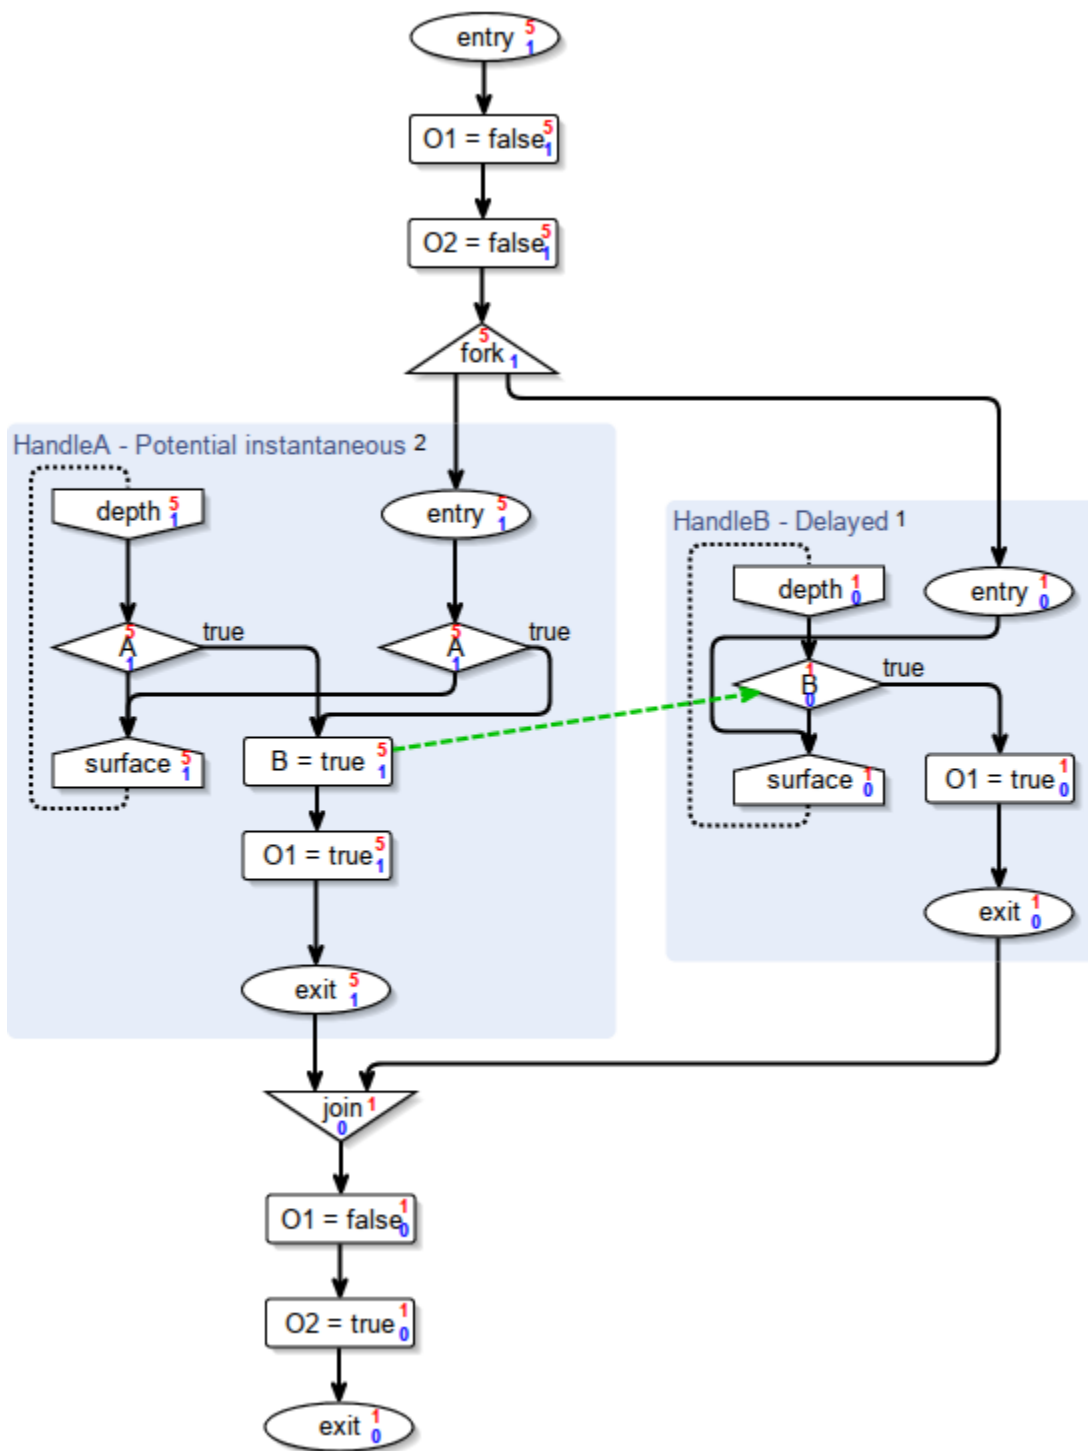 entry 5 1
O1 = false 5 1
O2 = false 5 1
5 fork 1
HandleA - Potential instantaneous 2
depth 5 1
entry 5 1
5 A 1 true
5 A 1 true
surface 5 1
B = true 5 1
O1 = true 5 1
exit 5 1
HandleB - Delayed 1
depth 1 0
entry 1 0
1 B 0 true
surface 1 0
O1 = true 1 0
exit 1 0
join 1 0
O1 = false 1 0
O2 = true 1 0
exit 1 0